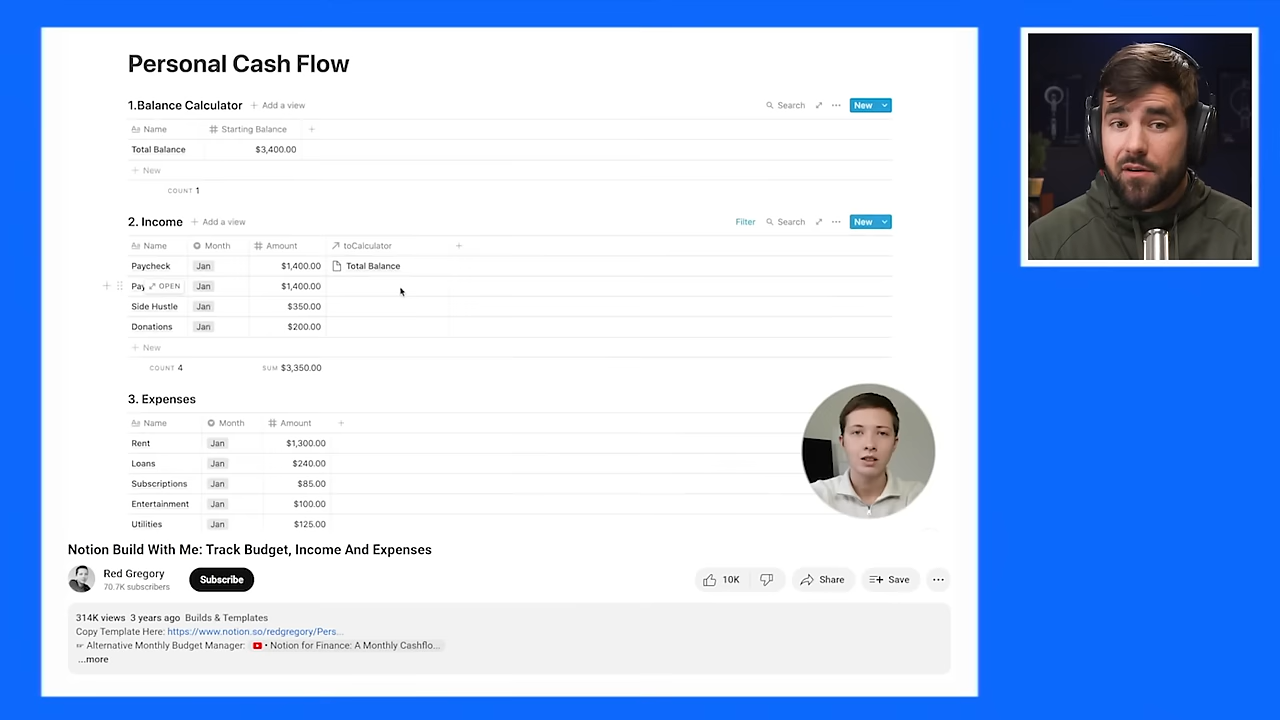 Personal Cash Flow
1.Balance Calculator + Add a view Search New
Name Starting Balance +
Total Balance $3,400.00
+ New
COUNT 1
2. Income + Add a view Filter Search New
Name Month Amount toCalculator +
Paycheck Jan $1,400.00 Total Balance
Pay OPEN Jan $1,400.00
Side Hustle Jan $350.00
Donations Jan $200.00
+ New
COUNT 4 SUM $3,350.00
3. Expenses
Name Month Amount +
Rent Jan $1,300.00
Loans Jan $240.00
Subscriptions Jan $85.00
Entertainment Jan $100.00
Utilities Jan $125.00
Notion Build With Me: Track Budget, Income And Expenses
Red Gregory
70.7K subscribers
Subscribe
10K Share Save ...
314K views 3 years ago Builds & Templates
Copy Template Here: https://www.notion.so/redgregory/Pers...
☞ Alternative Monthly Budget Manager: • Notion for Finance: A Monthly Cashflo...
...more